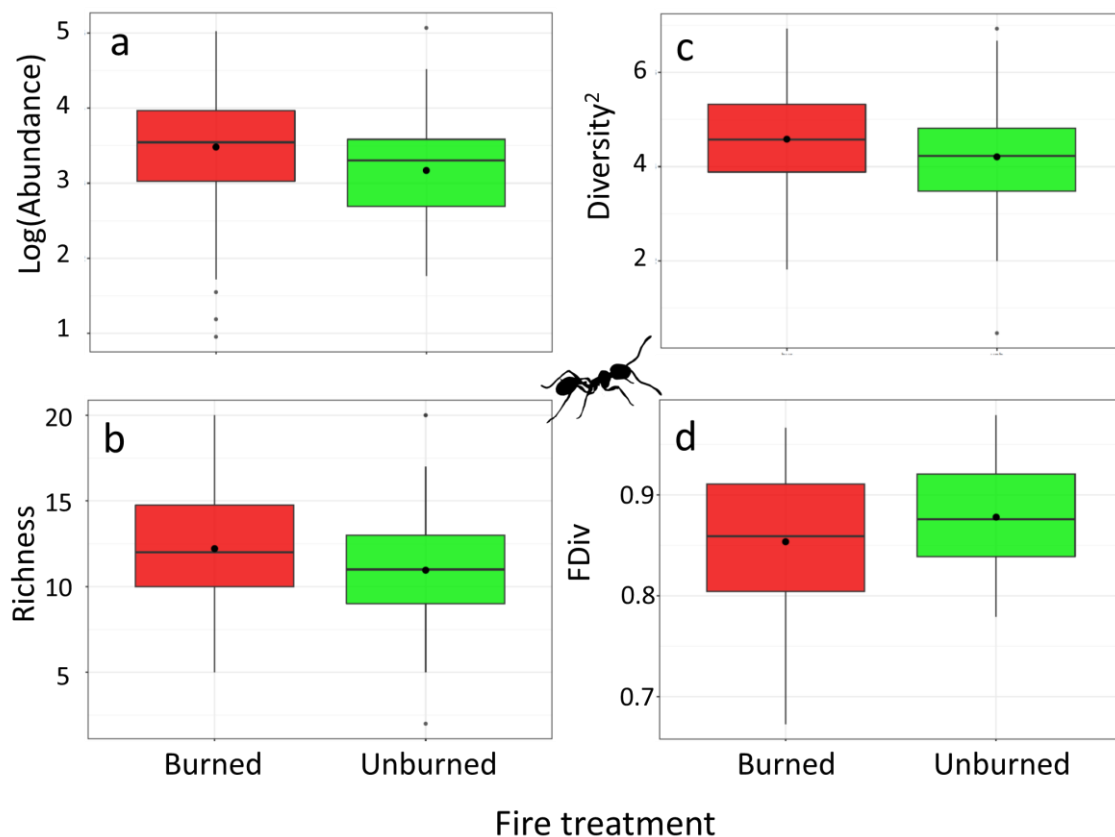 a
Log(Abundance)
5
4
3
2
1
c
Diversity²
6
4
2
b
Richness
20
15
10
5
Burned
Unburned
d
FDiv
0.9
0.8
0.7
Burned
Unburned
Fire treatment